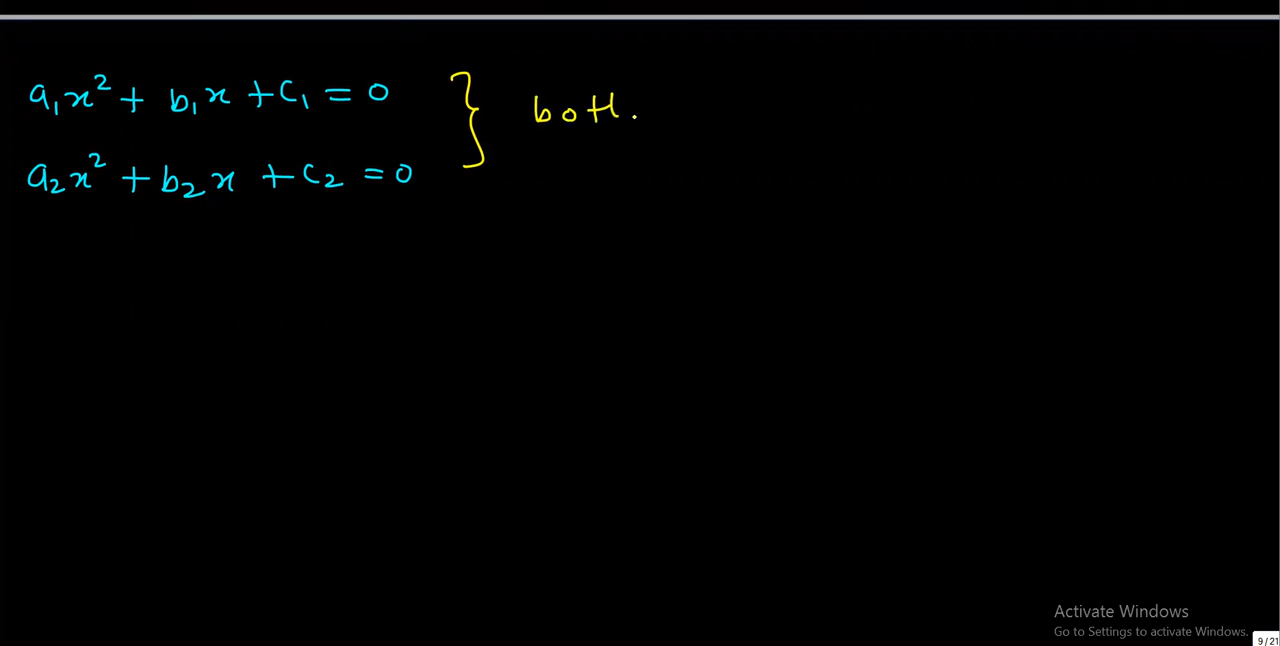 a₁x² + b₁x + c₁ = 0 } both.
a₂x² + b₂x + c₂ = 0
Activate Windows
Go to Settings to activate Windows.
9 / 21